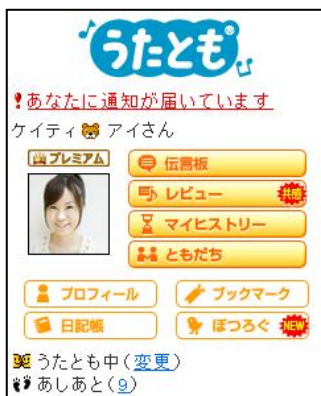 うたとも®
あなたに通知が届いています
ケイティ アイさん
プレミアム
伝言板
レビュー 共感
マイヒストリー
ともだち
プロフィール ブックマーク
日記帳 ぼつろぐ NEW
うたとも中(変更)
あしあと(9)